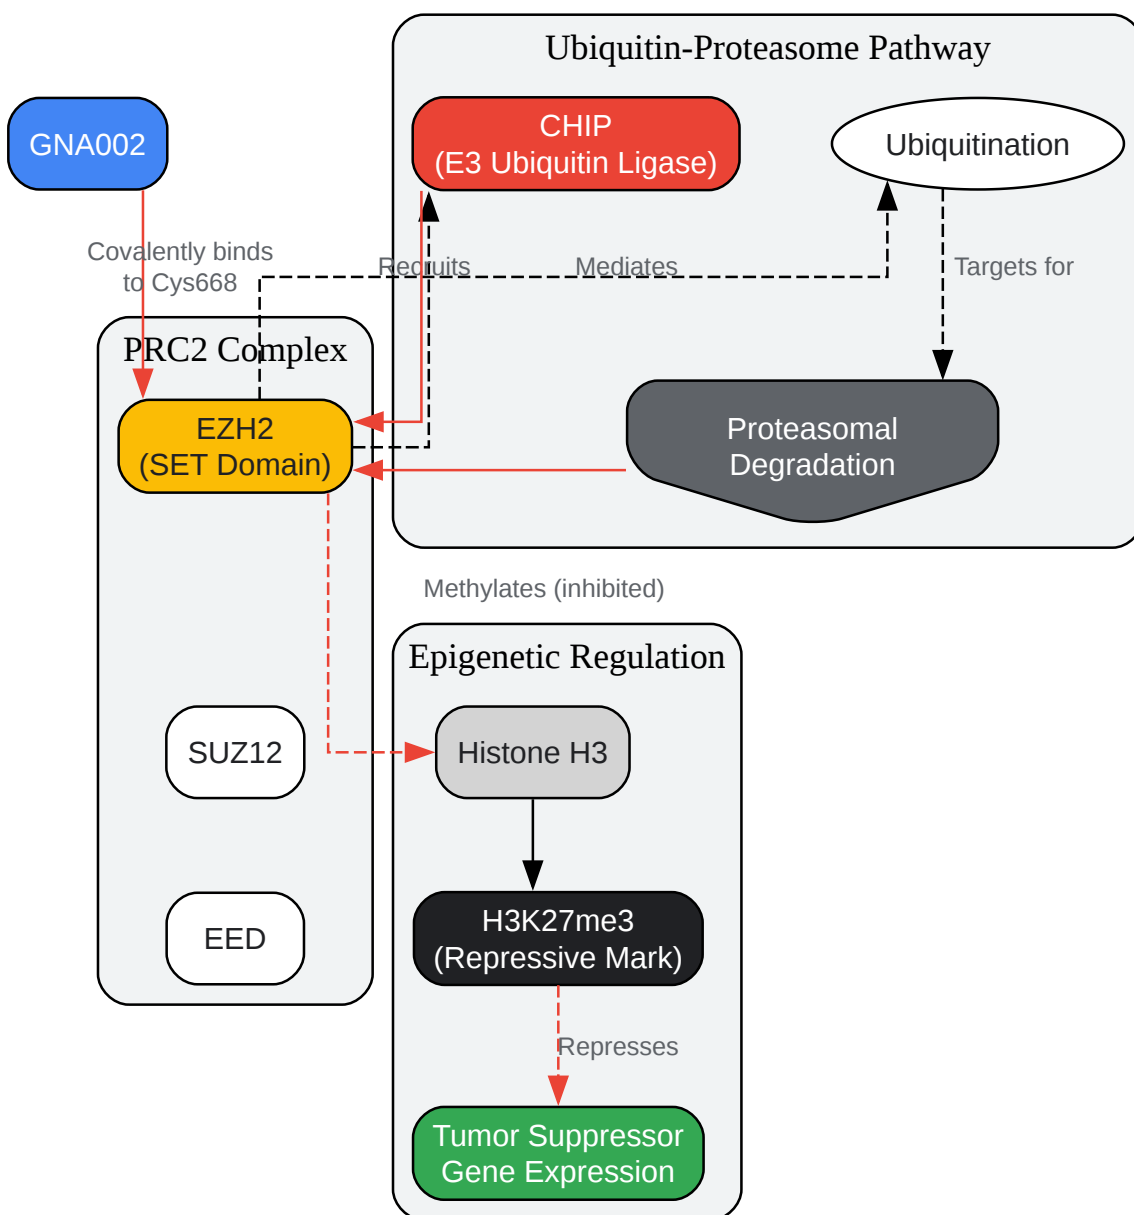 Ubiquitin-Proteasome Pathway
GNA002
CHIP
(E3 Ubiquitin Ligase)
Ubiquitination
Covalently binds
to Cys668
Recruits
Mediates
Targets for
PRC2 Complex
EZH2
(SET Domain)
Proteasomal
Degradation
Methylates (inhibited)
Epigenetic Regulation
SUZ12
Histone H3
EED
H3K27me3
(Repressive Mark)
Represses
Tumor Suppressor
Gene Expression